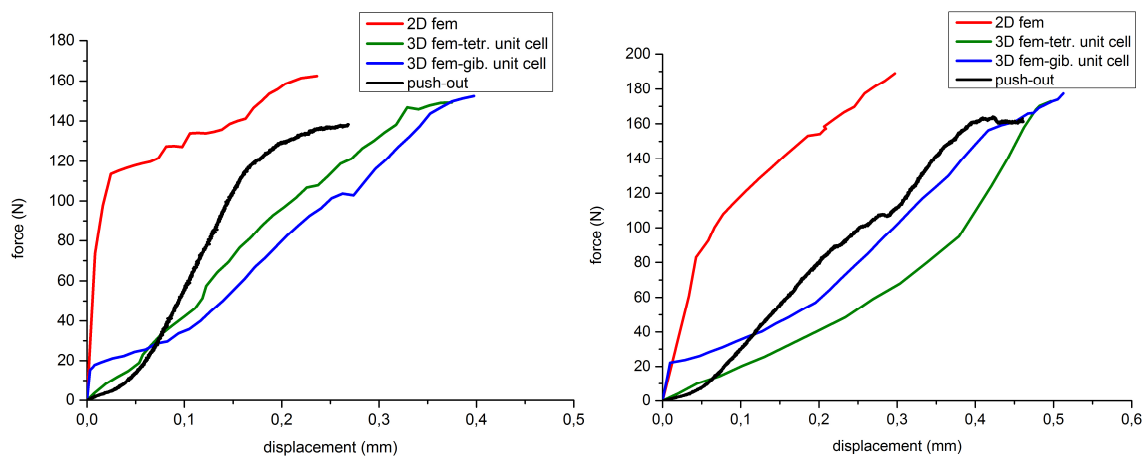 2D fem
3D fem-tetr. unit cell
3D fem-gib. unit cell
push-out
180
160
140
120
100
80
60
40
20
0
force (N)
0,0 0,1 0,2 0,3 0,4 0,5
displacement (mm)
2D fem
3D fem-tetr. unit cell
3D fem-gib. unit cell
push-out
200
180
160
140
120
100
80
60
40
20
0
force (N)
0,0 0,1 0,2 0,3 0,4 0,5 0,6
displacement (mm)